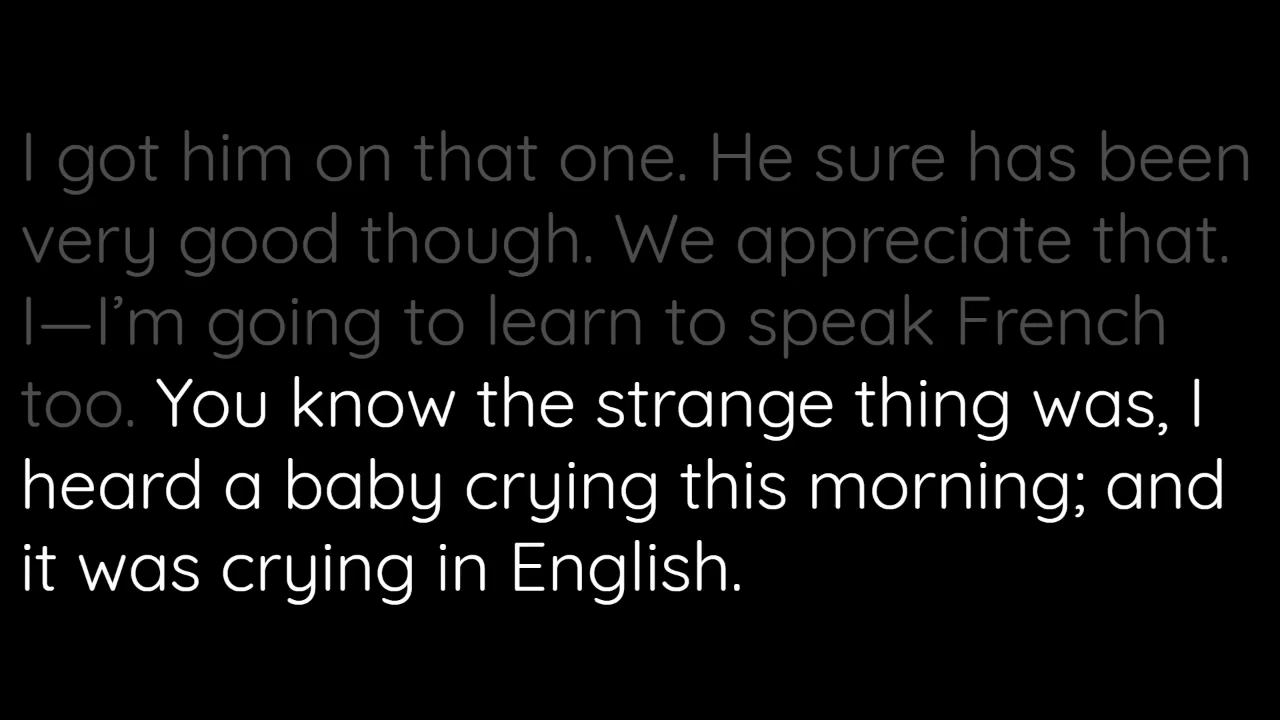 I got him on that one. He sure has been
very good though. We appreciate that.
I—I’m going to learn to speak French
too. You know the strange thing was, I
heard a baby crying this morning; and
it was crying in English.